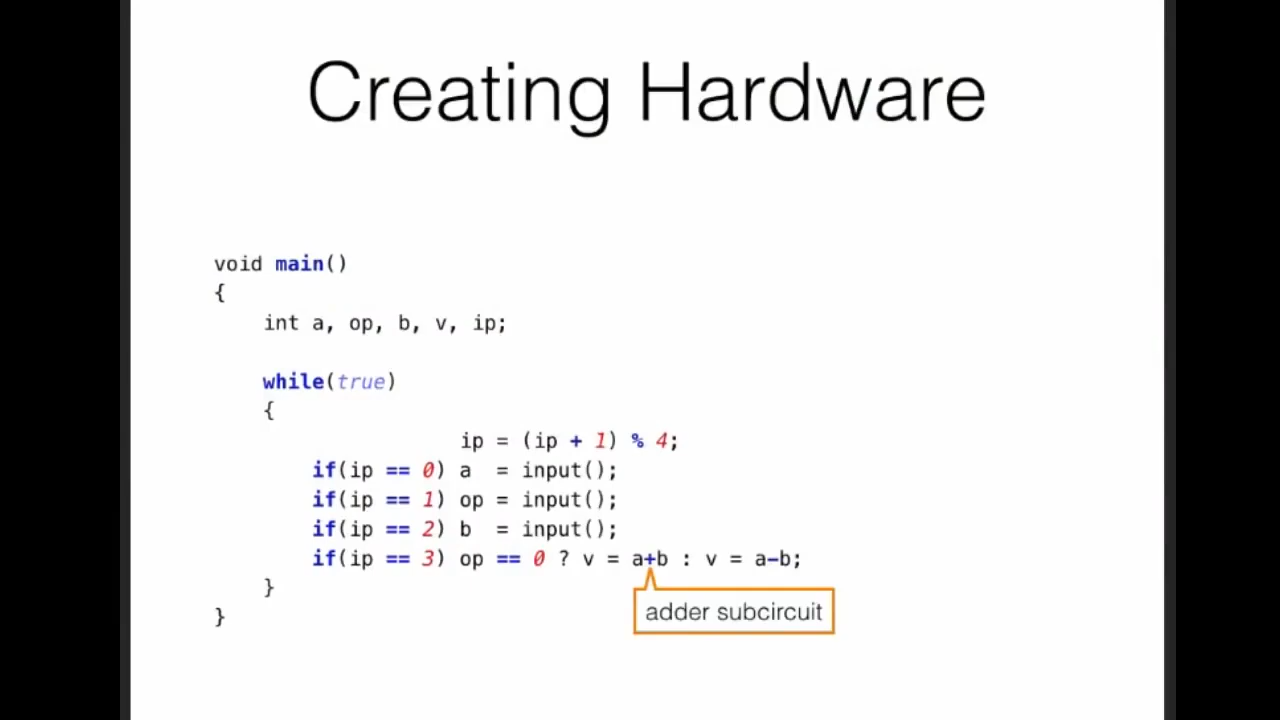 Creating Hardware
void main()
{
    int a, op, b, v, ip;
    while(true)
    {
                ip = (ip + 1) % 4;
        if(ip == 0) a  = input();
        if(ip == 1) op = input();
        if(ip == 2) b  = input();
        if(ip == 3) op == 0 ? v = a+b : v = a-b;
    }
}
adder subcircuit